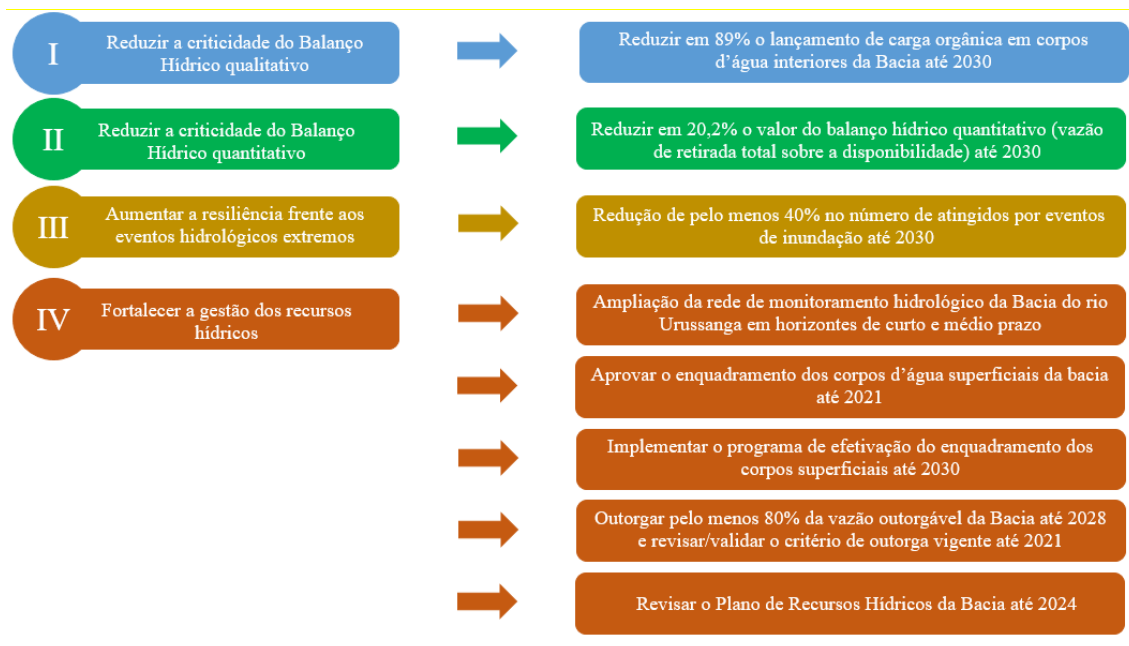 I
Reduzir a criticidade do Balanço
Hídrico qualitativo
Reduzir em 89% o lançamento de carga orgânica em corpos
d’água interiores da Bacia até 2030
II
Reduzir a criticidade do Balanço
Hídrico quantitativo
Reduzir em 20,2% o valor do balanço hídrico quantitativo (vazão
de retirada total sobre a disponibilidade) até 2030
III
Aumentar a resiliência frente aos
eventos hidrológicos extremos
Redução de pelo menos 40% no número de atingidos por eventos
de inundação até 2030
IV
Fortalecer a gestão dos recursos
hídricos
Ampliação da rede de monitoramento hidrológico da Bacia do rio
Urussanga em horizontes de curto e médio prazo
Aprovar o enquadramento dos corpos d’água superficiais da bacia
até 2021
Implementar o programa de efetivação do enquadramento dos
corpos superficiais até 2030
Outorgar pelo menos 80% da vazão outorgável da Bacia até 2028
e revisar/validar o critério de outorga vigente até 2021
Revisar o Plano de Recursos Hídricos da Bacia até 2024